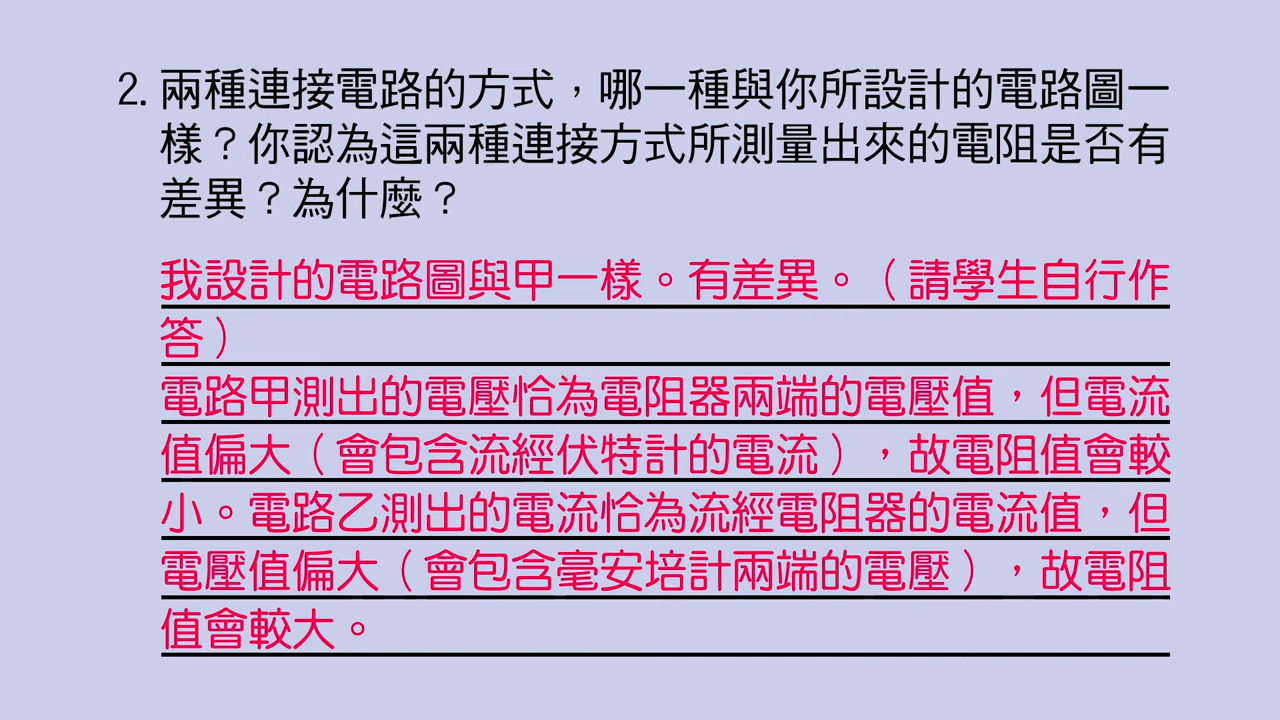 2. 兩種連接電路的方式，哪一種與你所設計的電路圖一
樣？你認為這兩種連接方式所測量出來的電阻是否有
差異？為什麼？
我設計的電路圖與甲一樣。有差異。（請學生自行作
答）
電路甲測出的電壓恰為電阻器兩端的電壓值，但電流
值偏大（會包含流經伏特計的電流），故電阻值會較
小。電路乙測出的電流恰為流經電阻器的電流值，但
電壓值偏大（會包含毫安培計兩端的電壓），故電阻
值會較大。